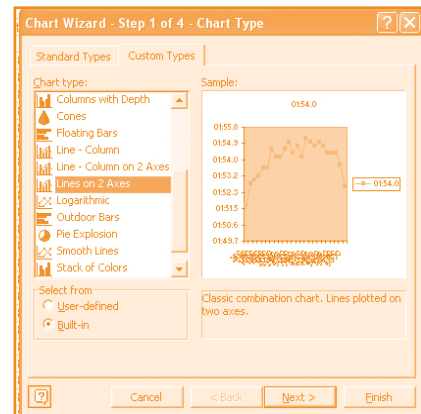 Chart Wizard - Step 1 of 4 - Chart Type
Standard Types
Custom Types
Chart type:
Columns with Depth
Cones
Floating Bars
Line - Column
Line - Column on 2 Axes
Lines on 2 Axes
Logarithmic
Outdoor Bars
Pie Explosion
Smooth Lines
Stack of Colors
Select from
User-defined
Built-in
Sample:
01:54.0
01:55.8
01:54.9
01:54.0
01:53.2
01:52.3
01:51.5
01:50.6
01:49.7
01:54.0
Classic combination chart. Lines plotted on
two axes.
Cancel
< Back
Next >
Finish